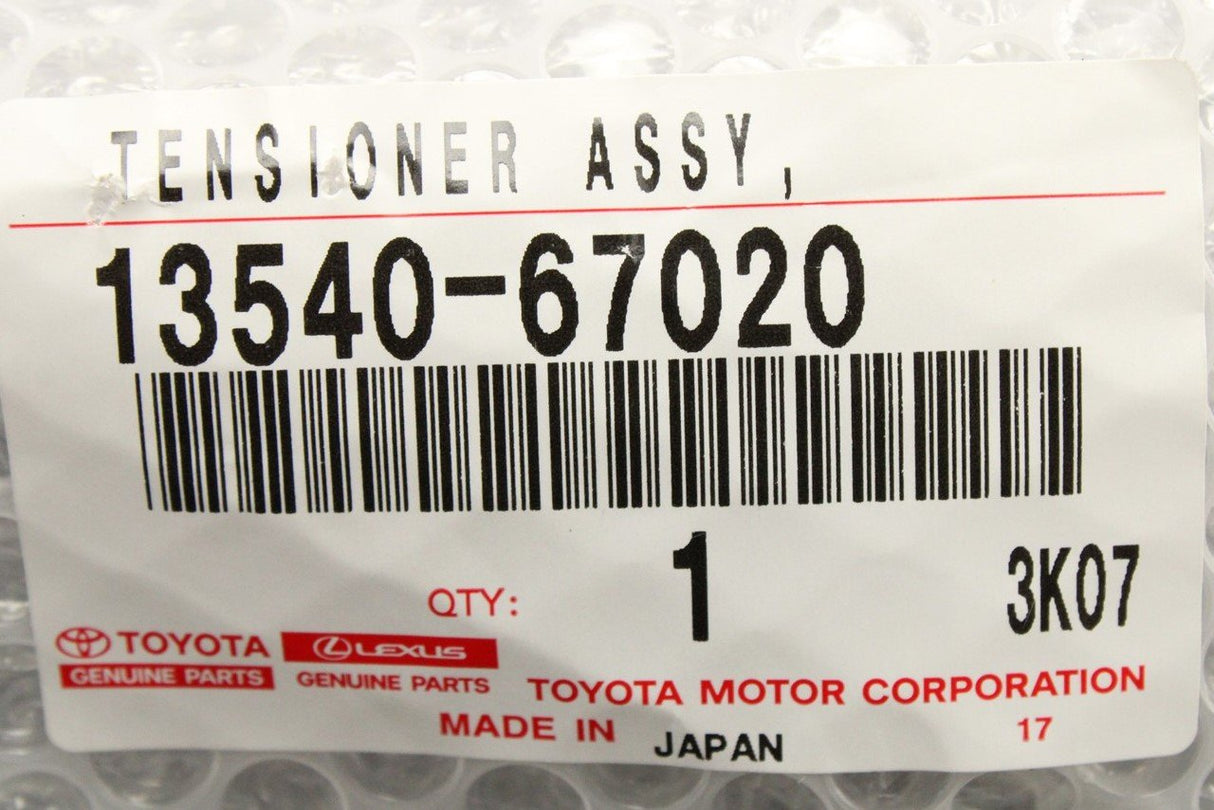 TENSIONER ASSY,
13540-67020
QTY: 1 3K07
TOYOTA LEXUS
GENUINE PARTS GENUINE PARTS TOYOTA MOTOR CORPORATION
MADE IN JAPAN 17